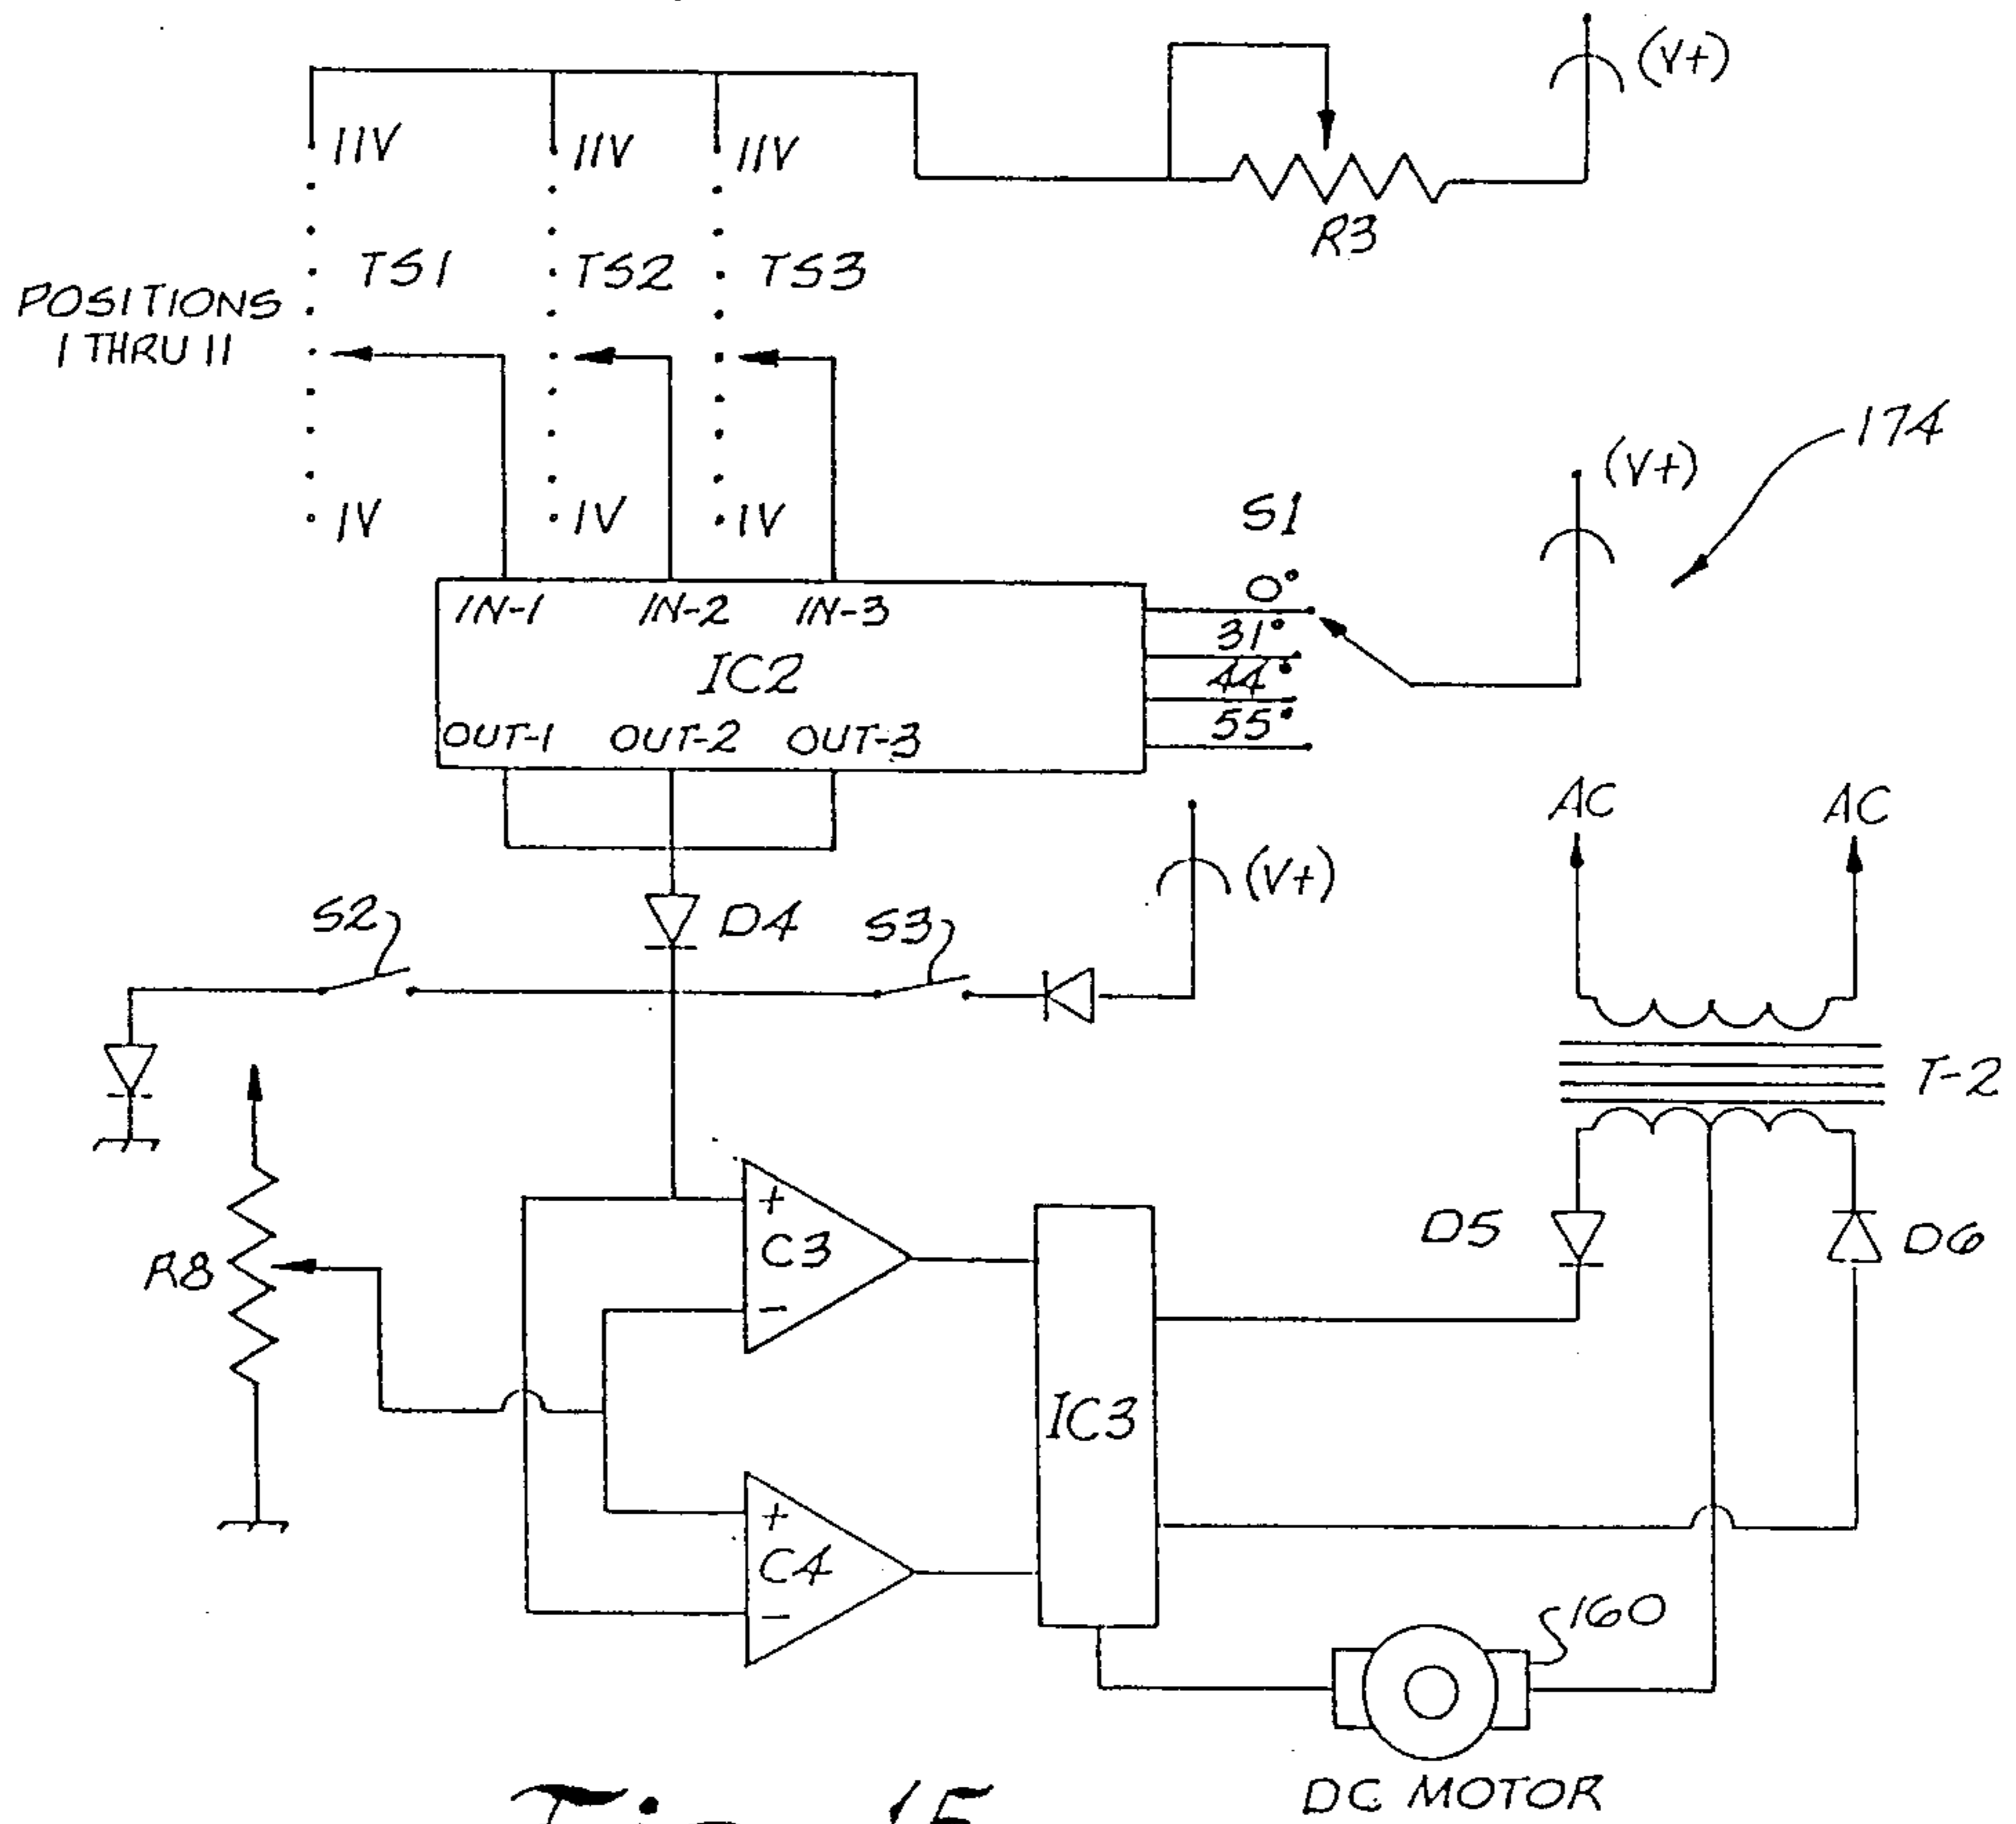 (V+)
11V
11V
11V
R3
TS1
TS2
TS3
POSITIONS
1 THRU 11
174
(V+)
1V
1V
1V
S1
0°
IN-1
IN-2
IN-3
31°
IC2
44°
OUT-1
OUT-2
OUT-3
55°
AC
AC
(V+)
S2
D4
S3
T-2
+
C3
-
R8
D5
D6
IC3
+
C4
-
160
DC MOTOR
Fig. 15